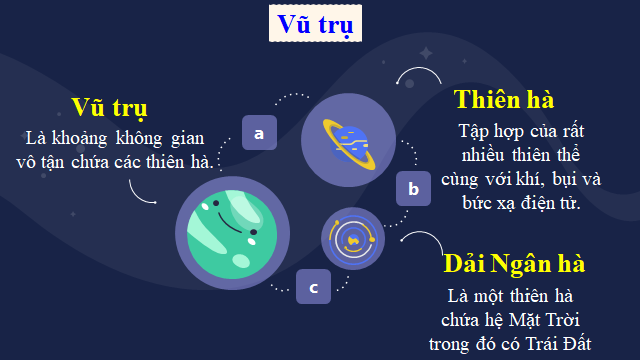 Vũ trụ
Vũ trụ
Là khoảng không gian
vô tận chứa các thiên hà.
a
Thiên hà
Tập hợp của rất
nhiều thiên thể
cùng với khí, bụi và
bức xạ điện từ.
b
c
Dải Ngân hà
Là một thiên hà
chứa hệ Mặt Trời
trong đó có Trái Đất